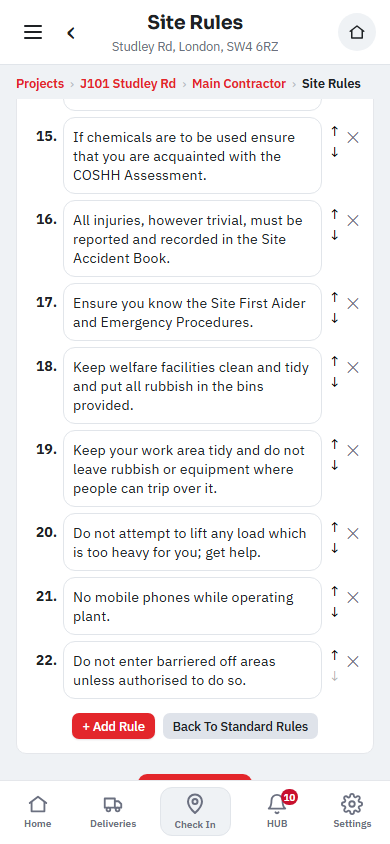 Site Rules
Studley Rd, London, SW4 6RZ
Projects › J101 Studley Rd › Main Contractor › Site Rules
15. If chemicals are to be used ensure
that you are acquainted with the
COSHH Assessment.
16. All injuries, however trivial, must be
reported and recorded in the Site
Accident Book.
17. Ensure you know the Site First Aider
and Emergency Procedures.
18. Keep welfare facilities clean and tidy
and put all rubbish in the bins
provided.
19. Keep your work area tidy and do not
leave rubbish or equipment where
people can trip over it.
20. Do not attempt to lift any load which
is too heavy for you; get help.
21. No mobile phones while operating
plant.
22. Do not enter barriered off areas
unless authorised to do so.
+ Add Rule Back To Standard Rules
10
Home Deliveries Check In HUB Settings